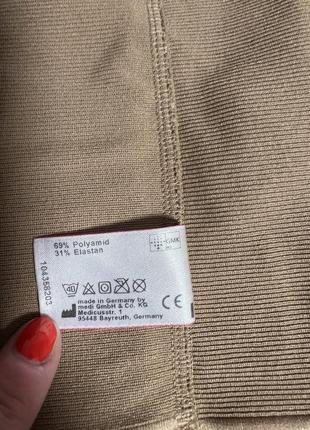 69% Polyamid
31% Elastan
GMK
40
made in Germany by
medi GmbH & Co. KG
Medicusstr. 1
95448 Bayreuth, Germany
CE
104358203